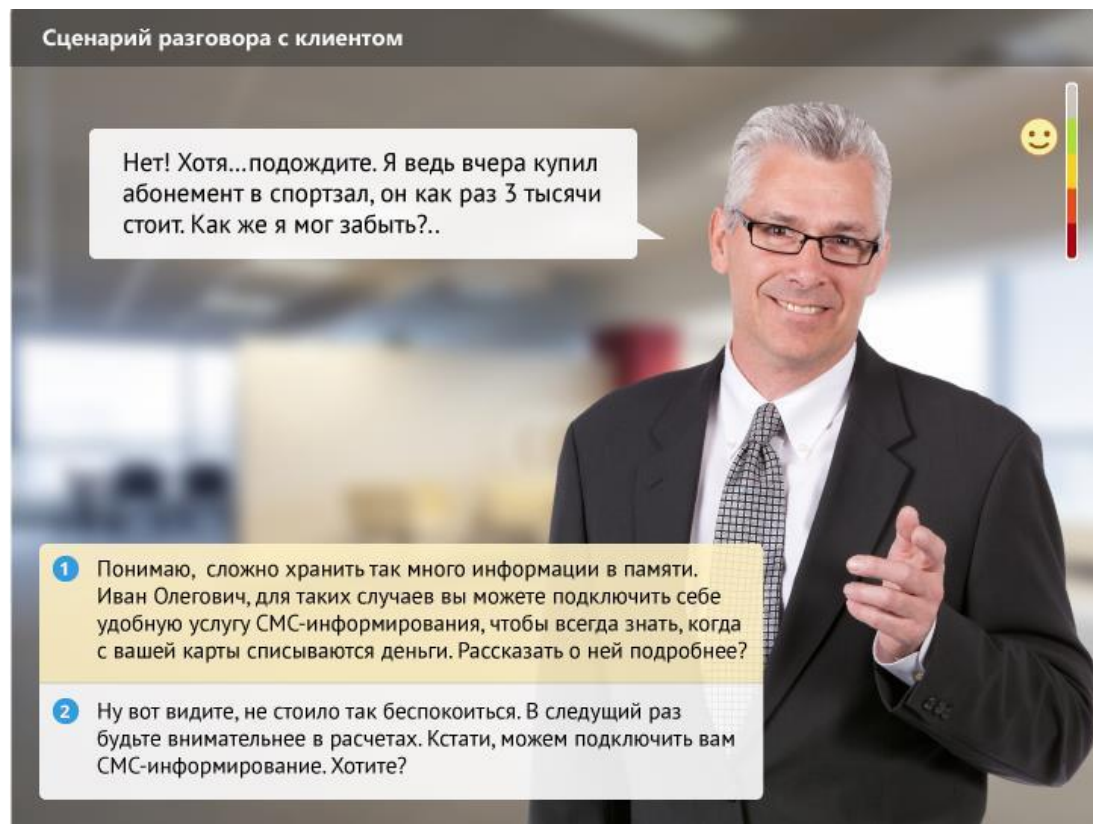 Сценарий разговора с клиентом
Нет! Хотя...подождите. Я ведь вчера купил
абонемент в спортзал, он как раз 3 тысячи
стоит. Как же я мог забыть?..
1 Понимаю, сложно хранить так много информации в памяти.
Иван Олегович, для таких случаев вы можете подключить себе
удобную услугу СМС-информирования, чтобы всегда знать, когда
с вашей карты списываются деньги. Рассказать о ней подробнее?
2 Ну вот видите, не стоило так беспокоиться. В следущий раз
будьте внимательнее в расчетах. Кстати, можем подключить вам
СМС-информирование. Хотите?